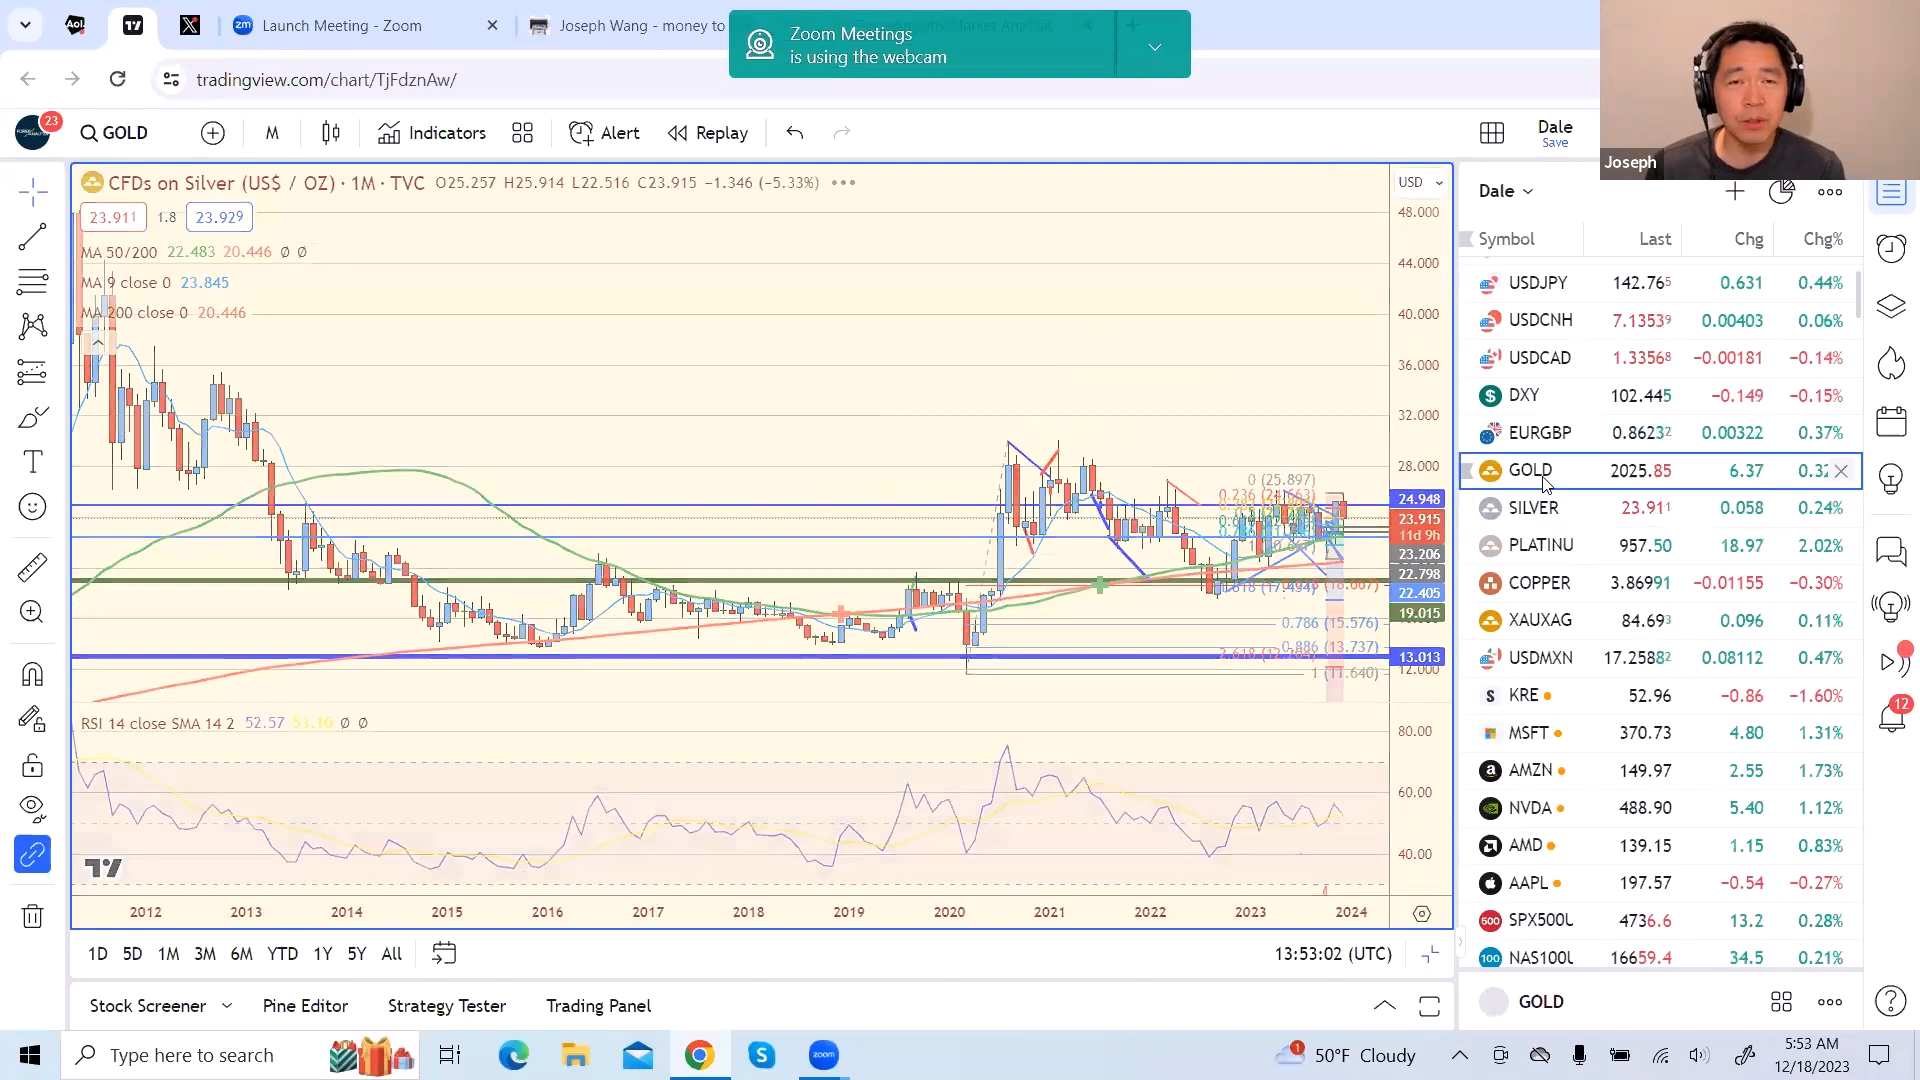 Aol.
Launch Meeting - Zoom
Joseph Wang - money to
Zoom Meetings
is using the webcam
tradingview.com/chart/TjFdznAw/
Joseph
23
GOLD
M
Indicators
Alert
Replay
Dale
Save
CFDs on Silver (US$ / OZ) · 1M · TVC O25.257 H25.914 L22.516 C23.915 −1.346 (−5.33%)
23.911 1.8 23.929
MA 50/200 22.483 20.446 Ø Ø
MA 9 close 0 23.845
MA 200 close 0 20.446
USD
48.000
44.000
40.000
36.000
32.000
28.000
24.948
23.915
11d 9h
23.206
22.798
22.405
19.015
13.013
12.000
0 (25.897)
0.786 (15.576)
0.886 (13.737)
1 (11.640)
RSI 14 close SMA 14 2 52.57 53.10 Ø Ø
80.00
60.00
40.00
2012 2013 2014 2015 2016 2017 2018 2019 2020 2021 2022 2023 2024
1D 5D 1M 3M 6M YTD 1Y 5Y All
13:53:02 (UTC)
Stock Screener
Pine Editor
Strategy Tester
Trading Panel
Dale
Symbol Last Chg Chg%
USDJPY 142.765 0.631 0.44%
USDCNH 7.13539 0.00403 0.06%
USDCAD 1.33568 −0.00181 −0.14%
DXY 102.445 −0.149 −0.15%
EURGBP 0.86232 0.00322 0.37%
GOLD 2025.85 6.37 0.32
SILVER 23.911 0.058 0.24%
PLATINU 957.50 18.97 2.02%
COPPER 3.86991 −0.01155 −0.30%
XAUXAG 84.693 0.096 0.11%
USDMXN 17.25882 0.08112 0.47%
KRE 52.96 −0.86 −1.60%
MSFT 370.73 4.80 1.31%
AMZN 149.97 2.55 1.73%
NVDA 488.90 5.40 1.12%
AMD 139.15 1.15 0.83%
AAPL 197.57 −0.54 −0.27%
SPX500U 4736.6 13.2 0.28%
NAS100U 16659.4 34.5 0.21%
GOLD
12
Type here to search
50°F Cloudy
5:53 AM
12/18/2023